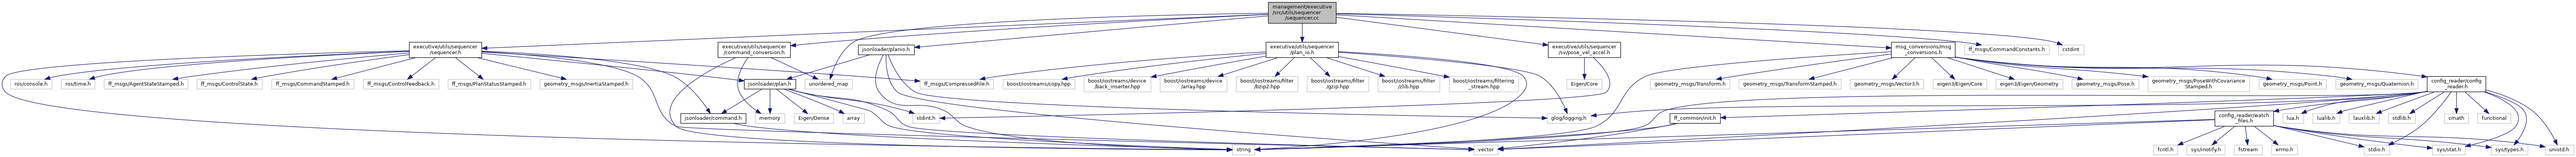 management/executive
/src/utils/sequencer
/sequencer.cc
executive/utils/sequencer
/sequencer.h
executive/utils/sequencer
/command_conversion.h
jsonloader/planio.h
executive/utils/sequencer
/plan_io.h
executive/utils/sequencer
/sv/pose_vel_accel.h
msg_conversions/msg
_conversions.h
ff_msgs/CommandConstants.h
cstdint
ros/console.h
ros/time.h
ff_msgs/AgentStateStamped.h
ff_msgs/ControlState.h
ff_msgs/CommandStamped.h
ff_msgs/ControlFeedback.h
ff_msgs/PlanStatusStamped.h
geometry_msgs/InertiaStamped.h
jsonloader/plan.h
unordered_map
ff_msgs/CompressedFile.h
boost/iostreams/copy.hpp
boost/iostreams/device
/back_inserter.hpp
boost/iostreams/device
/array.hpp
boost/iostreams/filter
/bzip2.hpp
boost/iostreams/filter
/gzip.hpp
boost/iostreams/filter
/zlib.hpp
boost/iostreams/filtering
_stream.hpp
Eigen/Core
geometry_msgs/Transform.h
geometry_msgs/TransformStamped.h
geometry_msgs/Vector3.h
eigen3/Eigen/Core
eigen3/Eigen/Geometry
geometry_msgs/Pose.h
geometry_msgs/PoseWithCovariance
Stamped.h
geometry_msgs/Point.h
geometry_msgs/Quaternion.h
config_reader/config
_reader.h
jsonloader/command.h
memory
Eigen/Dense
array
stdint.h
glog/logging.h
ff_common/init.h
config_reader/watch
_files.h
lua.h
lualib.h
lauxlib.h
stdlib.h
cmath
functional
string
vector
fcntl.h
sys/inotify.h
fstream
errno.h
stdio.h
sys/stat.h
sys/types.h
unistd.h